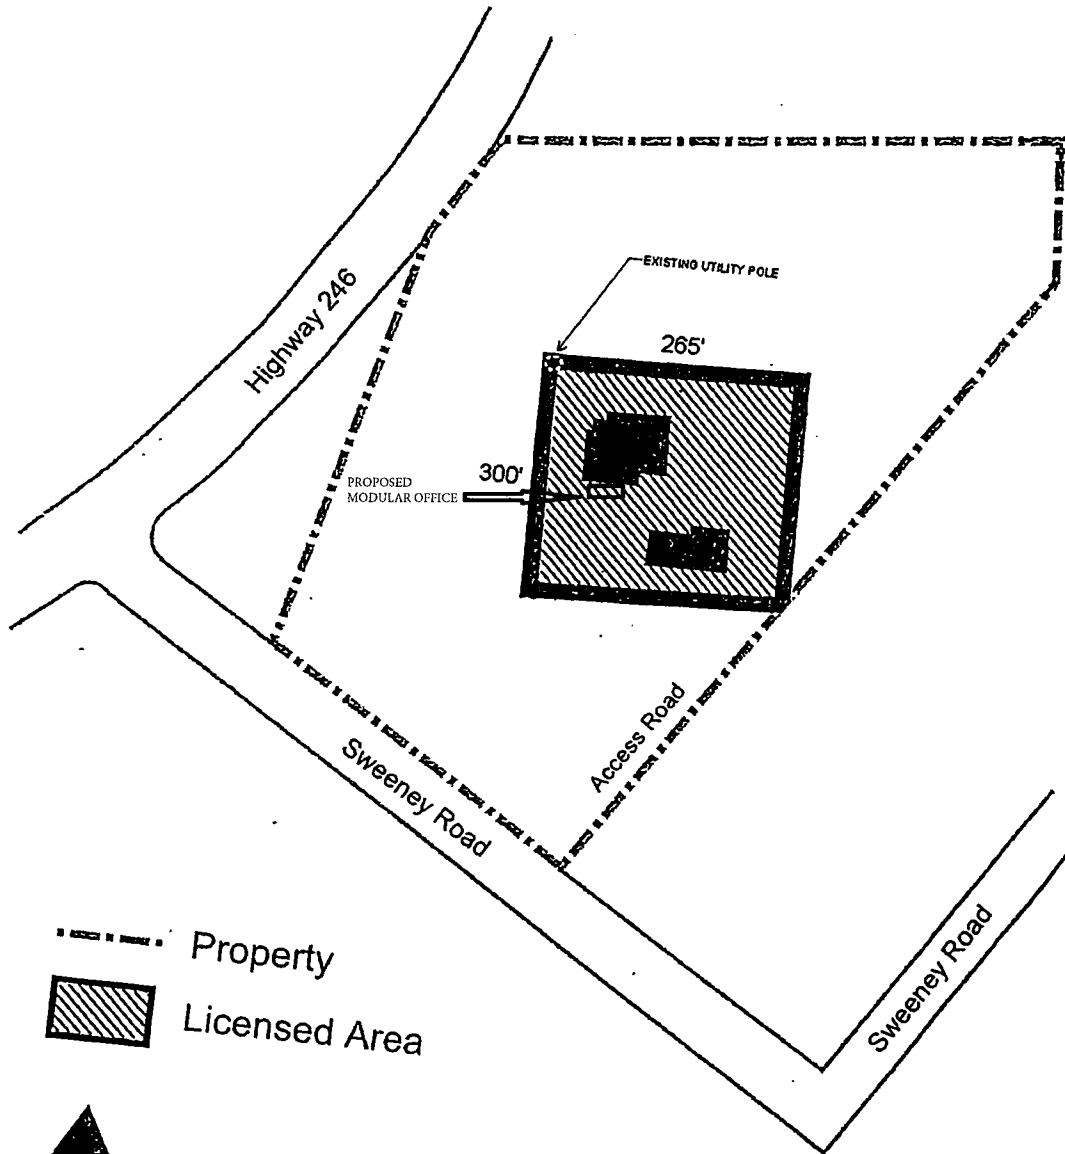 EXISTING UTILITY POLE
265'
Highway 246
300'
PROPOSED
MODULAR OFFICE
Access Road
Sweeney Road
Sweeney Road
Property
Licensed Area